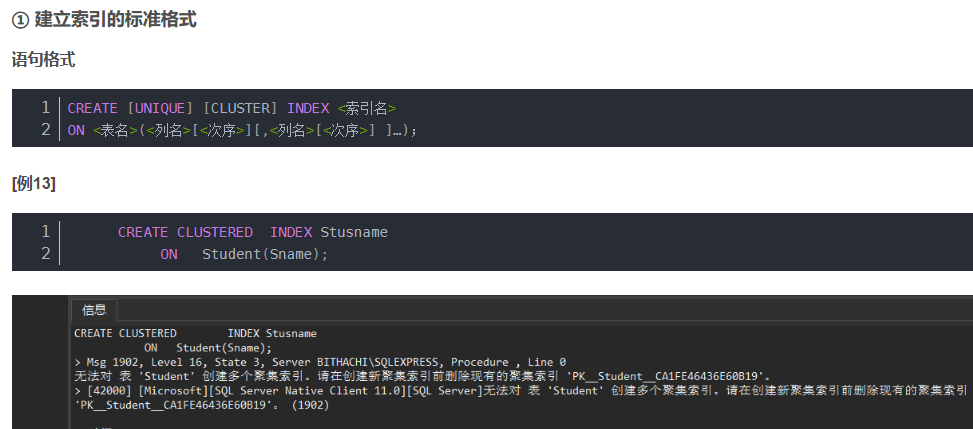 ① 建立索引的标准格式
语句格式
1 CREATE [UNIQUE] [CLUSTER] INDEX <索引名>
2 ON <表名>(<列名>[<次序>][,<列名>[<次序>] ]…);
[例13]
1 CREATE CLUSTERED INDEX Stusname
2 ON Student(Sname);
信息
CREATE CLUSTERED INDEX Stusname
ON Student(Sname);
> Msg 1902, Level 16, State 3, Server BITHACHI\SQLEXPRESS, Procedure , Line 0
无法对 表 'Student' 创建多个聚集索引。请在创建新聚集索引前删除现有的聚集索引 'PK__Student__CA1FE46436E60B19'。
> [42000] [Microsoft][SQL Server Native Client 11.0][SQL Server]无法对 表 'Student' 创建多个聚集索引。请在创建新聚集索引前删除现有的聚集索引
'PK__Student__CA1FE46436E60B19'。 (1902)